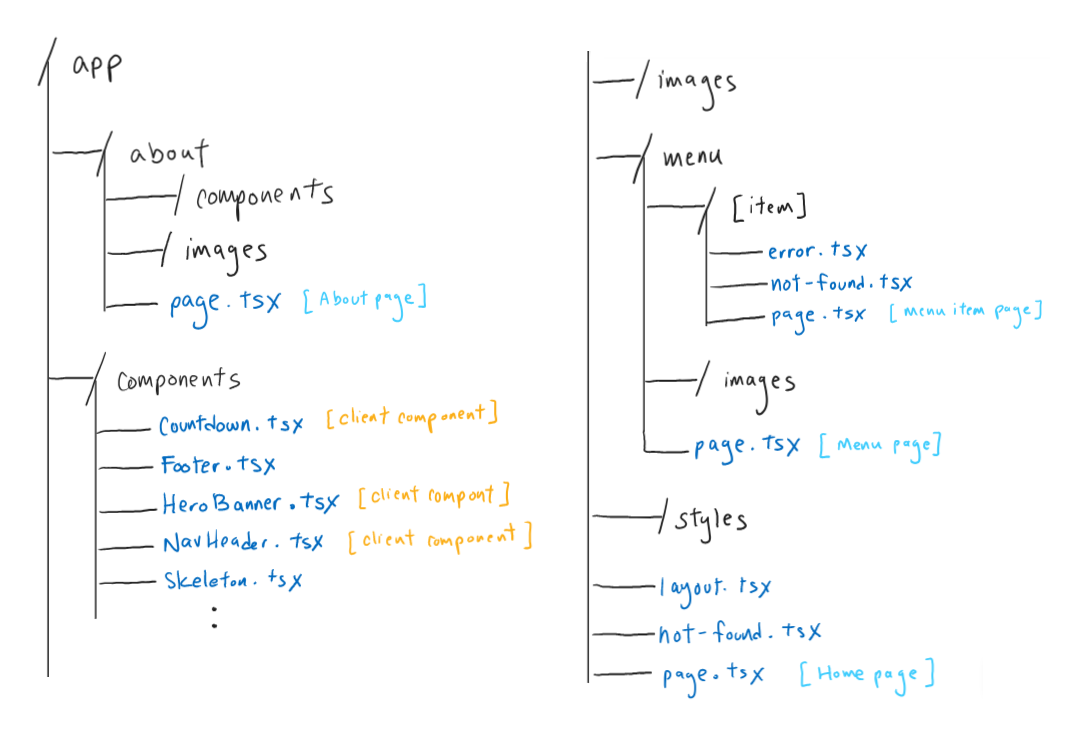 /app
/about
/components
/images
page.tsx [About page]
/components
Countdown.tsx [client component]
Footer.tsx
HeroBanner.tsx [client compont]
NavHeader.tsx [client component]
Skeleton.tsx
:
/images
/menu
/[item]
error.tsx
not-found.tsx
page.tsx [menu item page]
/images
page.tsx [Menu page]
/styles
layout.tsx
not-found.tsx
page.tsx [Home page]